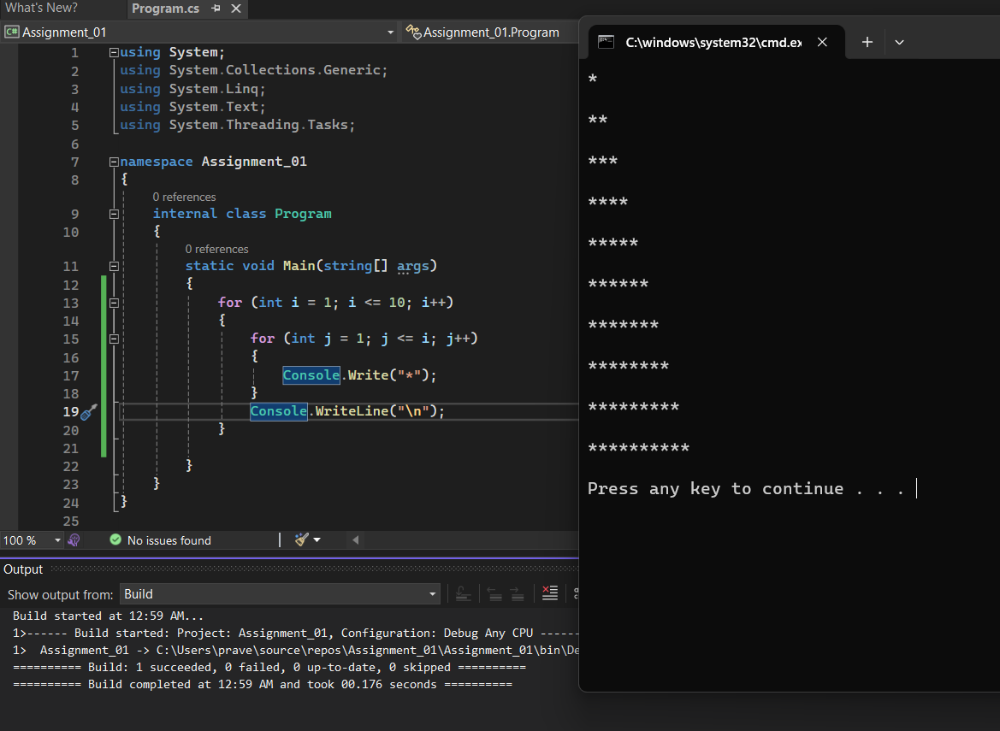 What's New?
Program.cs
C# Assignment_01
Assignment_01.Program
1 using System;
2 using System.Collections.Generic;
3 using System.Linq;
4 using System.Text;
5 using System.Threading.Tasks;
6
7 namespace Assignment_01
8 {
0 references
9 internal class Program
10 {
0 references
11 static void Main(string[] args)
12 {
13 for (int i = 1; i <= 10; i++)
14 {
15 for (int j = 1; j <= i; j++)
16 {
17 Console.Write("*");
18 }
19 Console.WriteLine("\n");
20 }
21
22 }
23 }
24 }
25
100 %
No issues found
Output
Show output from: Build
Build started at 12:59 AM...
1>------ Build started: Project: Assignment_01, Configuration: Debug Any CPU ------
1> Assignment_01 -> C:\Users\prave\source\repos\Assignment_01\Assignment_01\bin\De
========== Build: 1 succeeded, 0 failed, 0 up-to-date, 0 skipped ==========
========== Build completed at 12:59 AM and took 00.176 seconds ==========
C:\windows\system32\cmd.ex
*
**
***
****
*****
******
*******
********
*********
**********
Press any key to continue . . .